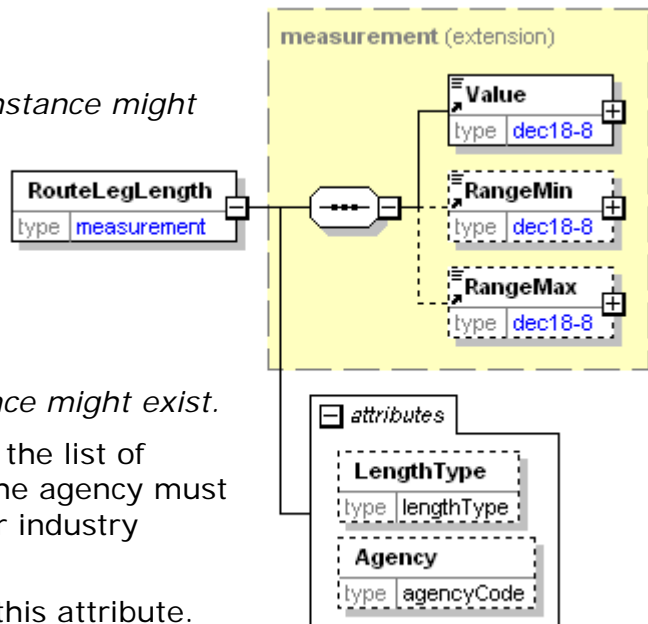 nstance might
nce might exist.
the list of
he agency must
r industry
this attribute.
RouteLegLength
type measurement
measurement (extension)
Value
type dec18-8
RangeMin
type dec18-8
RangeMax
type dec18-8
attributes
LengthType
type lengthType
Agency
type agencyCode